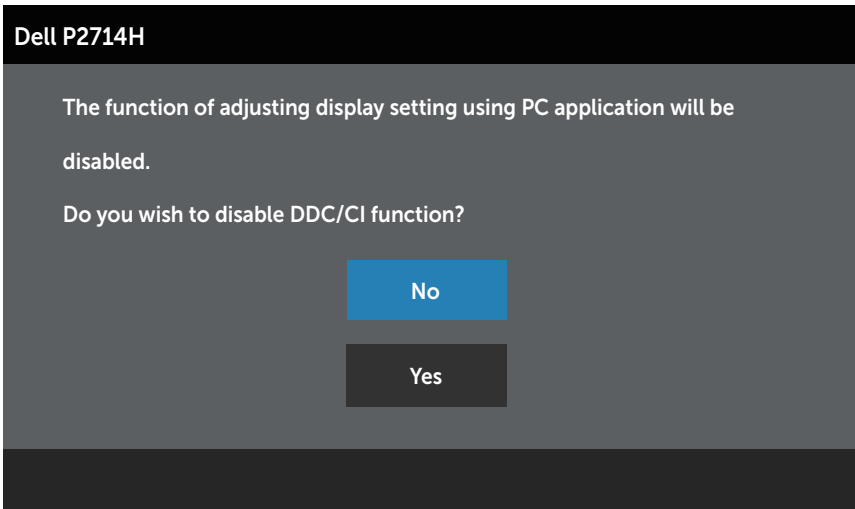 Dell P2714H
The function of adjusting display setting using PC application will be
disabled.
Do you wish to disable DDC/CI function?
No
Yes